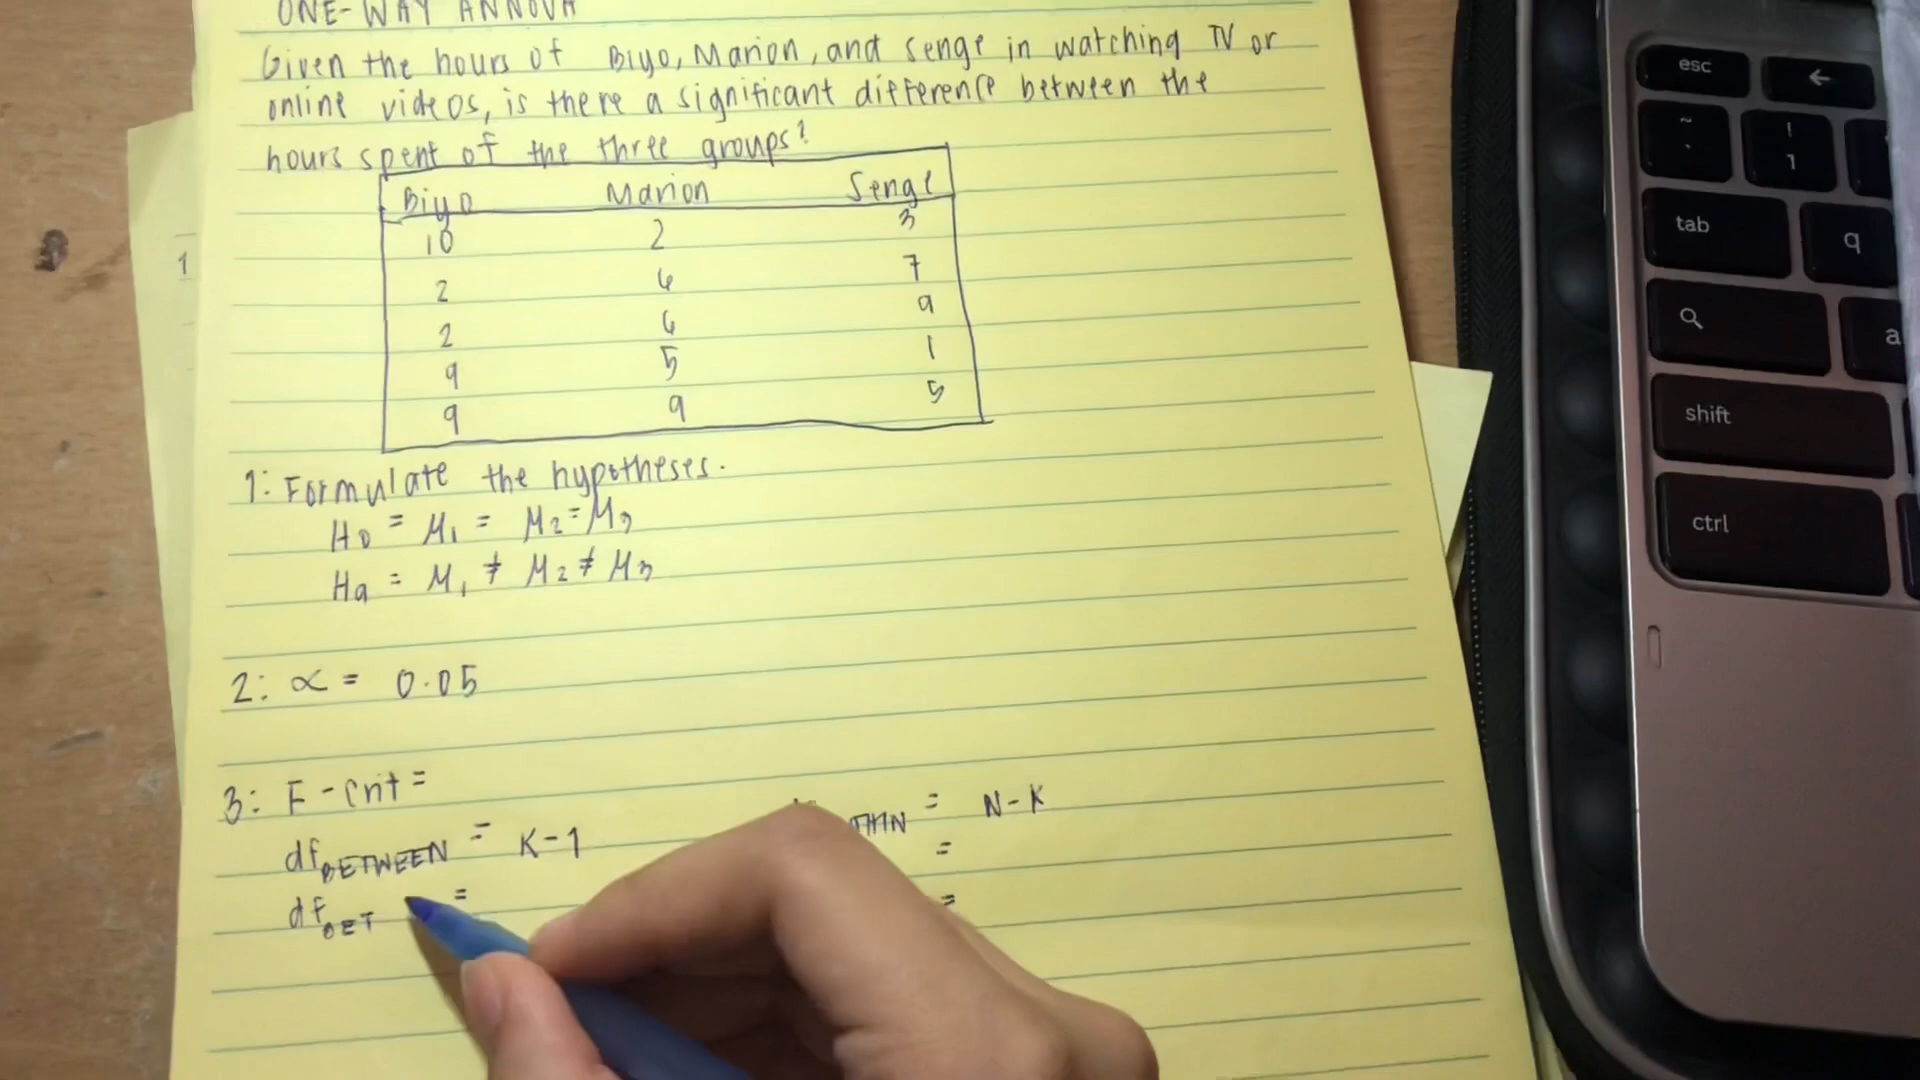 ONE-WAY ANNOVA
Given the hours of Biyo, Marion, and Senge in watching TV or
online videos, is there a significant difference between the
hours spent of the three groups?
Biyo Marion Senge
10 2 3
2 6 7
2 6 9
9 5 1
9 9 5
1: Formulate the hypotheses.
H0 = M1 = M2 = M3
Ha = M1 ≠ M2 ≠ M3
2: α = 0.05
3: F-crit =
df BETWEEN = K-1 = N-K
df BET = =
=
1
esc ←
~ ` ! 1
tab q
a
shift
ctrl